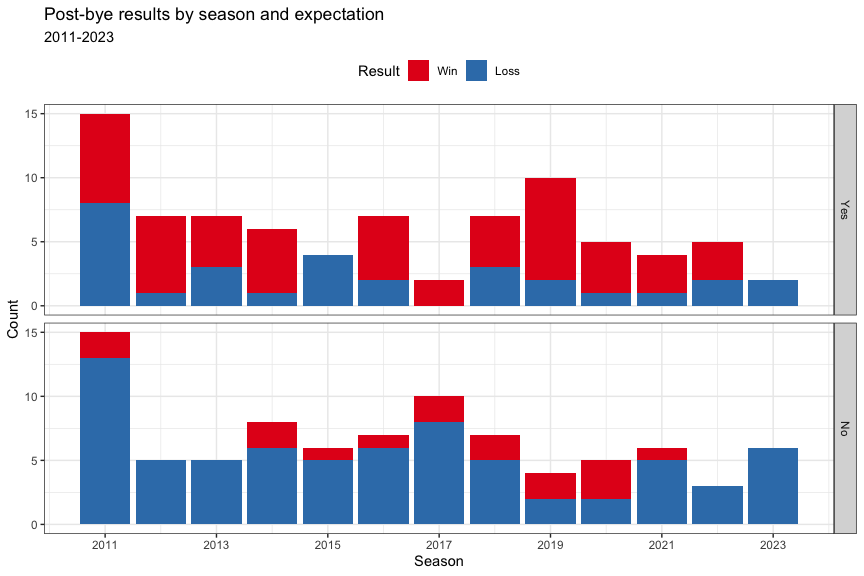 Post-bye results by season and expectation
2011-2023
Result Win Loss
15
10
5
0
Yes
Count
15
10
5
0
No
2011 2013 2015 2017 2019 2021 2023
Season